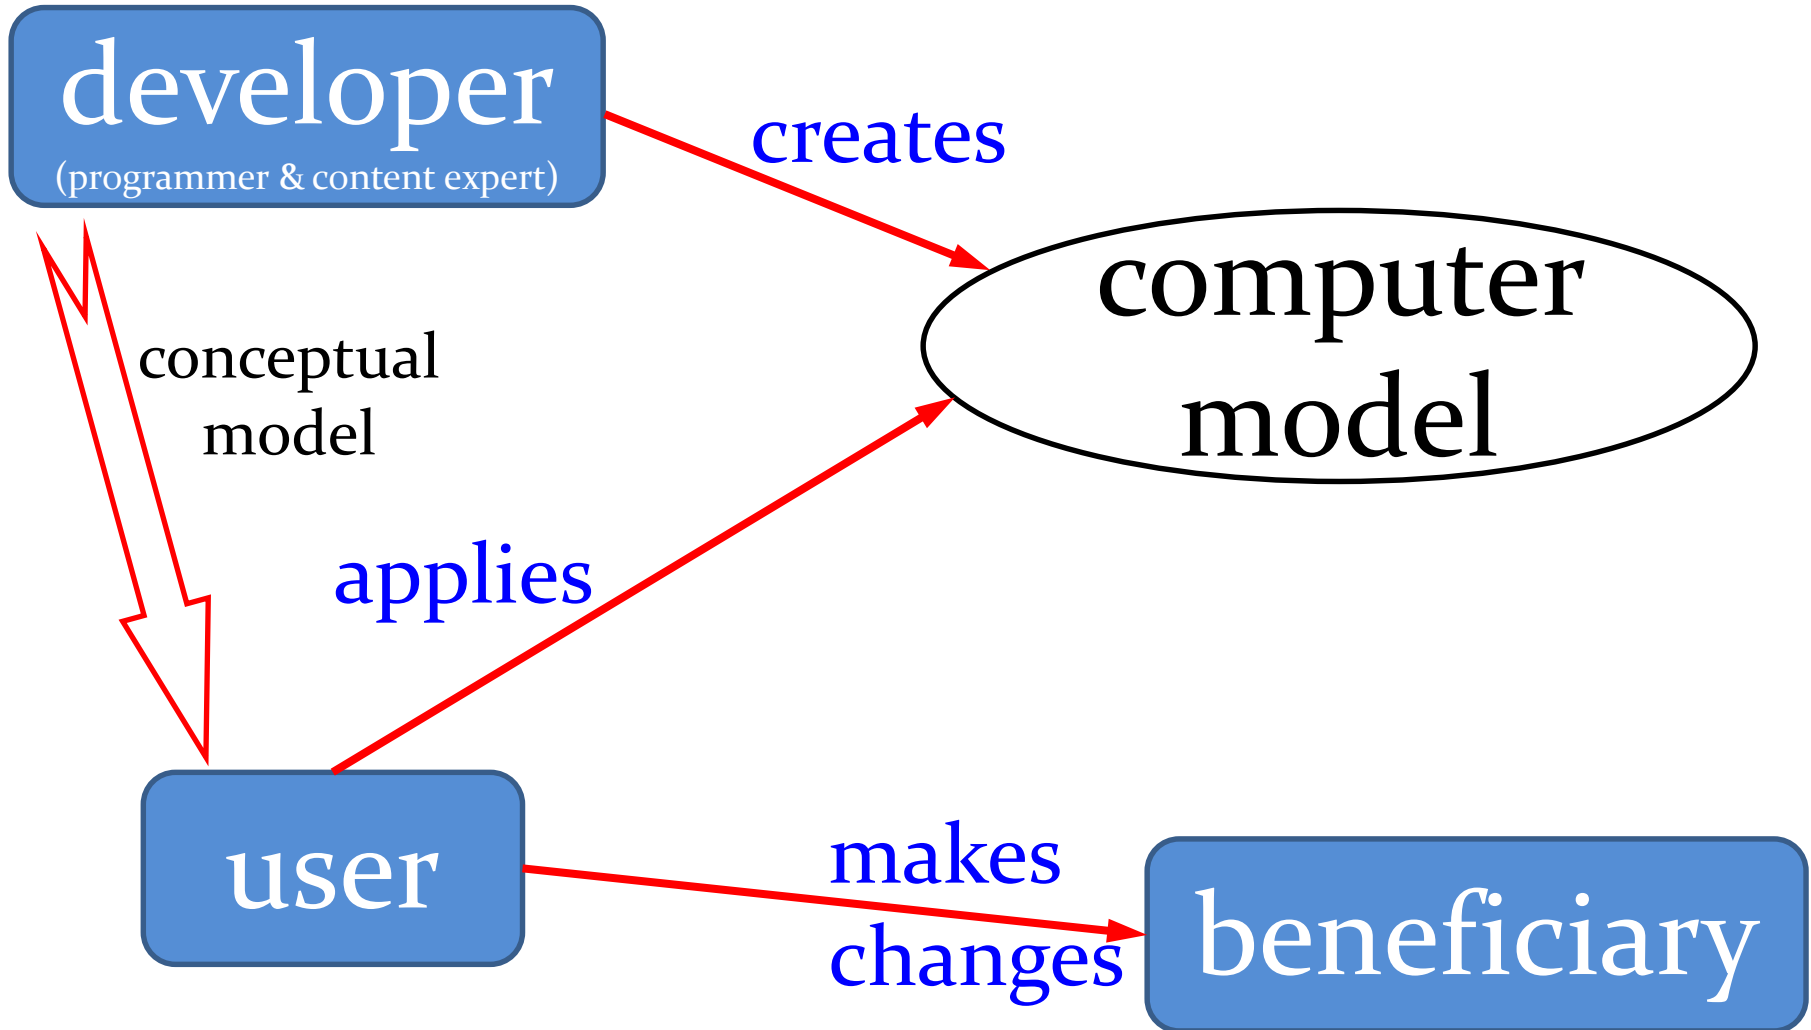 developer
(programmer & content expert)
creates
computer
model
conceptual
model
applies
user
makes
changes
beneficiary